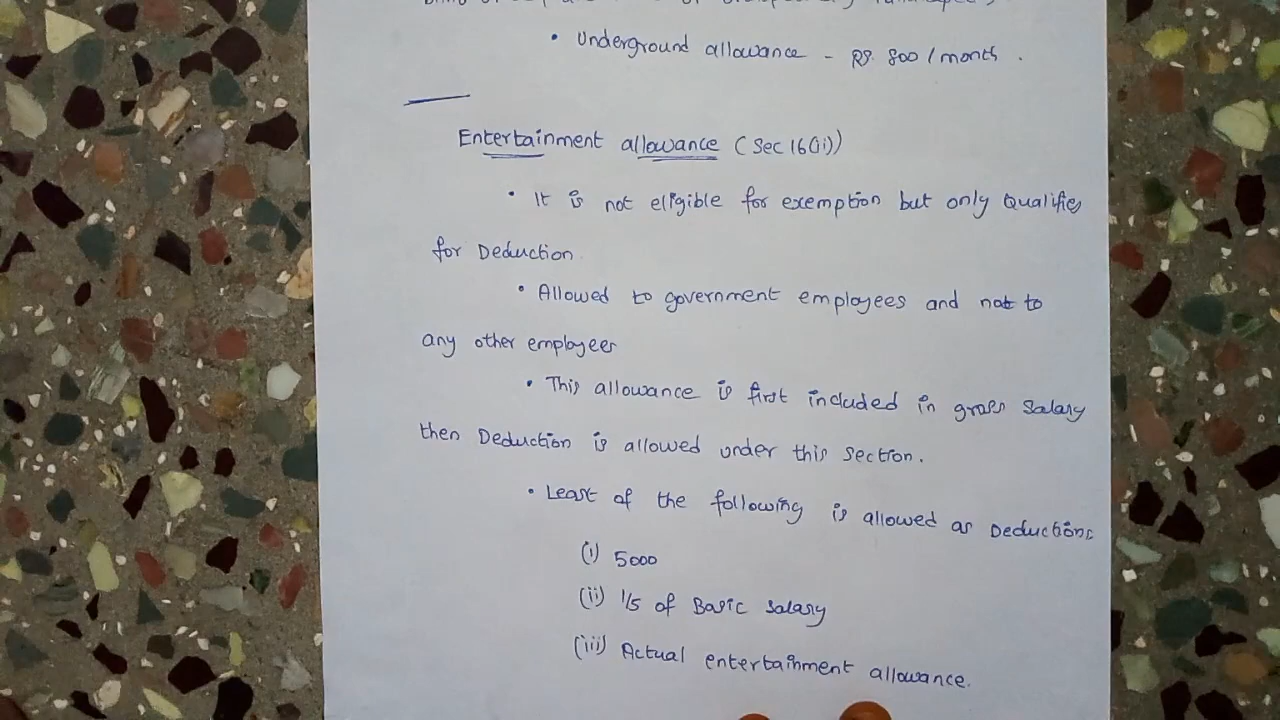 • Underground allowance - Rs. 800 / month .
Entertainment allowance (Sec 16(ii))
• It is not eligible for exemption but only Qualifies
for Deduction.
• Allowed to government employees and not to
any other employees
• This allowance is first included in gross Salary
then Deduction is allowed under this section.
• Least of the following is allowed as Deductions
(i) 5000
(ii) 1/5 of Basic salary
(iii) Actual entertainment allowance.